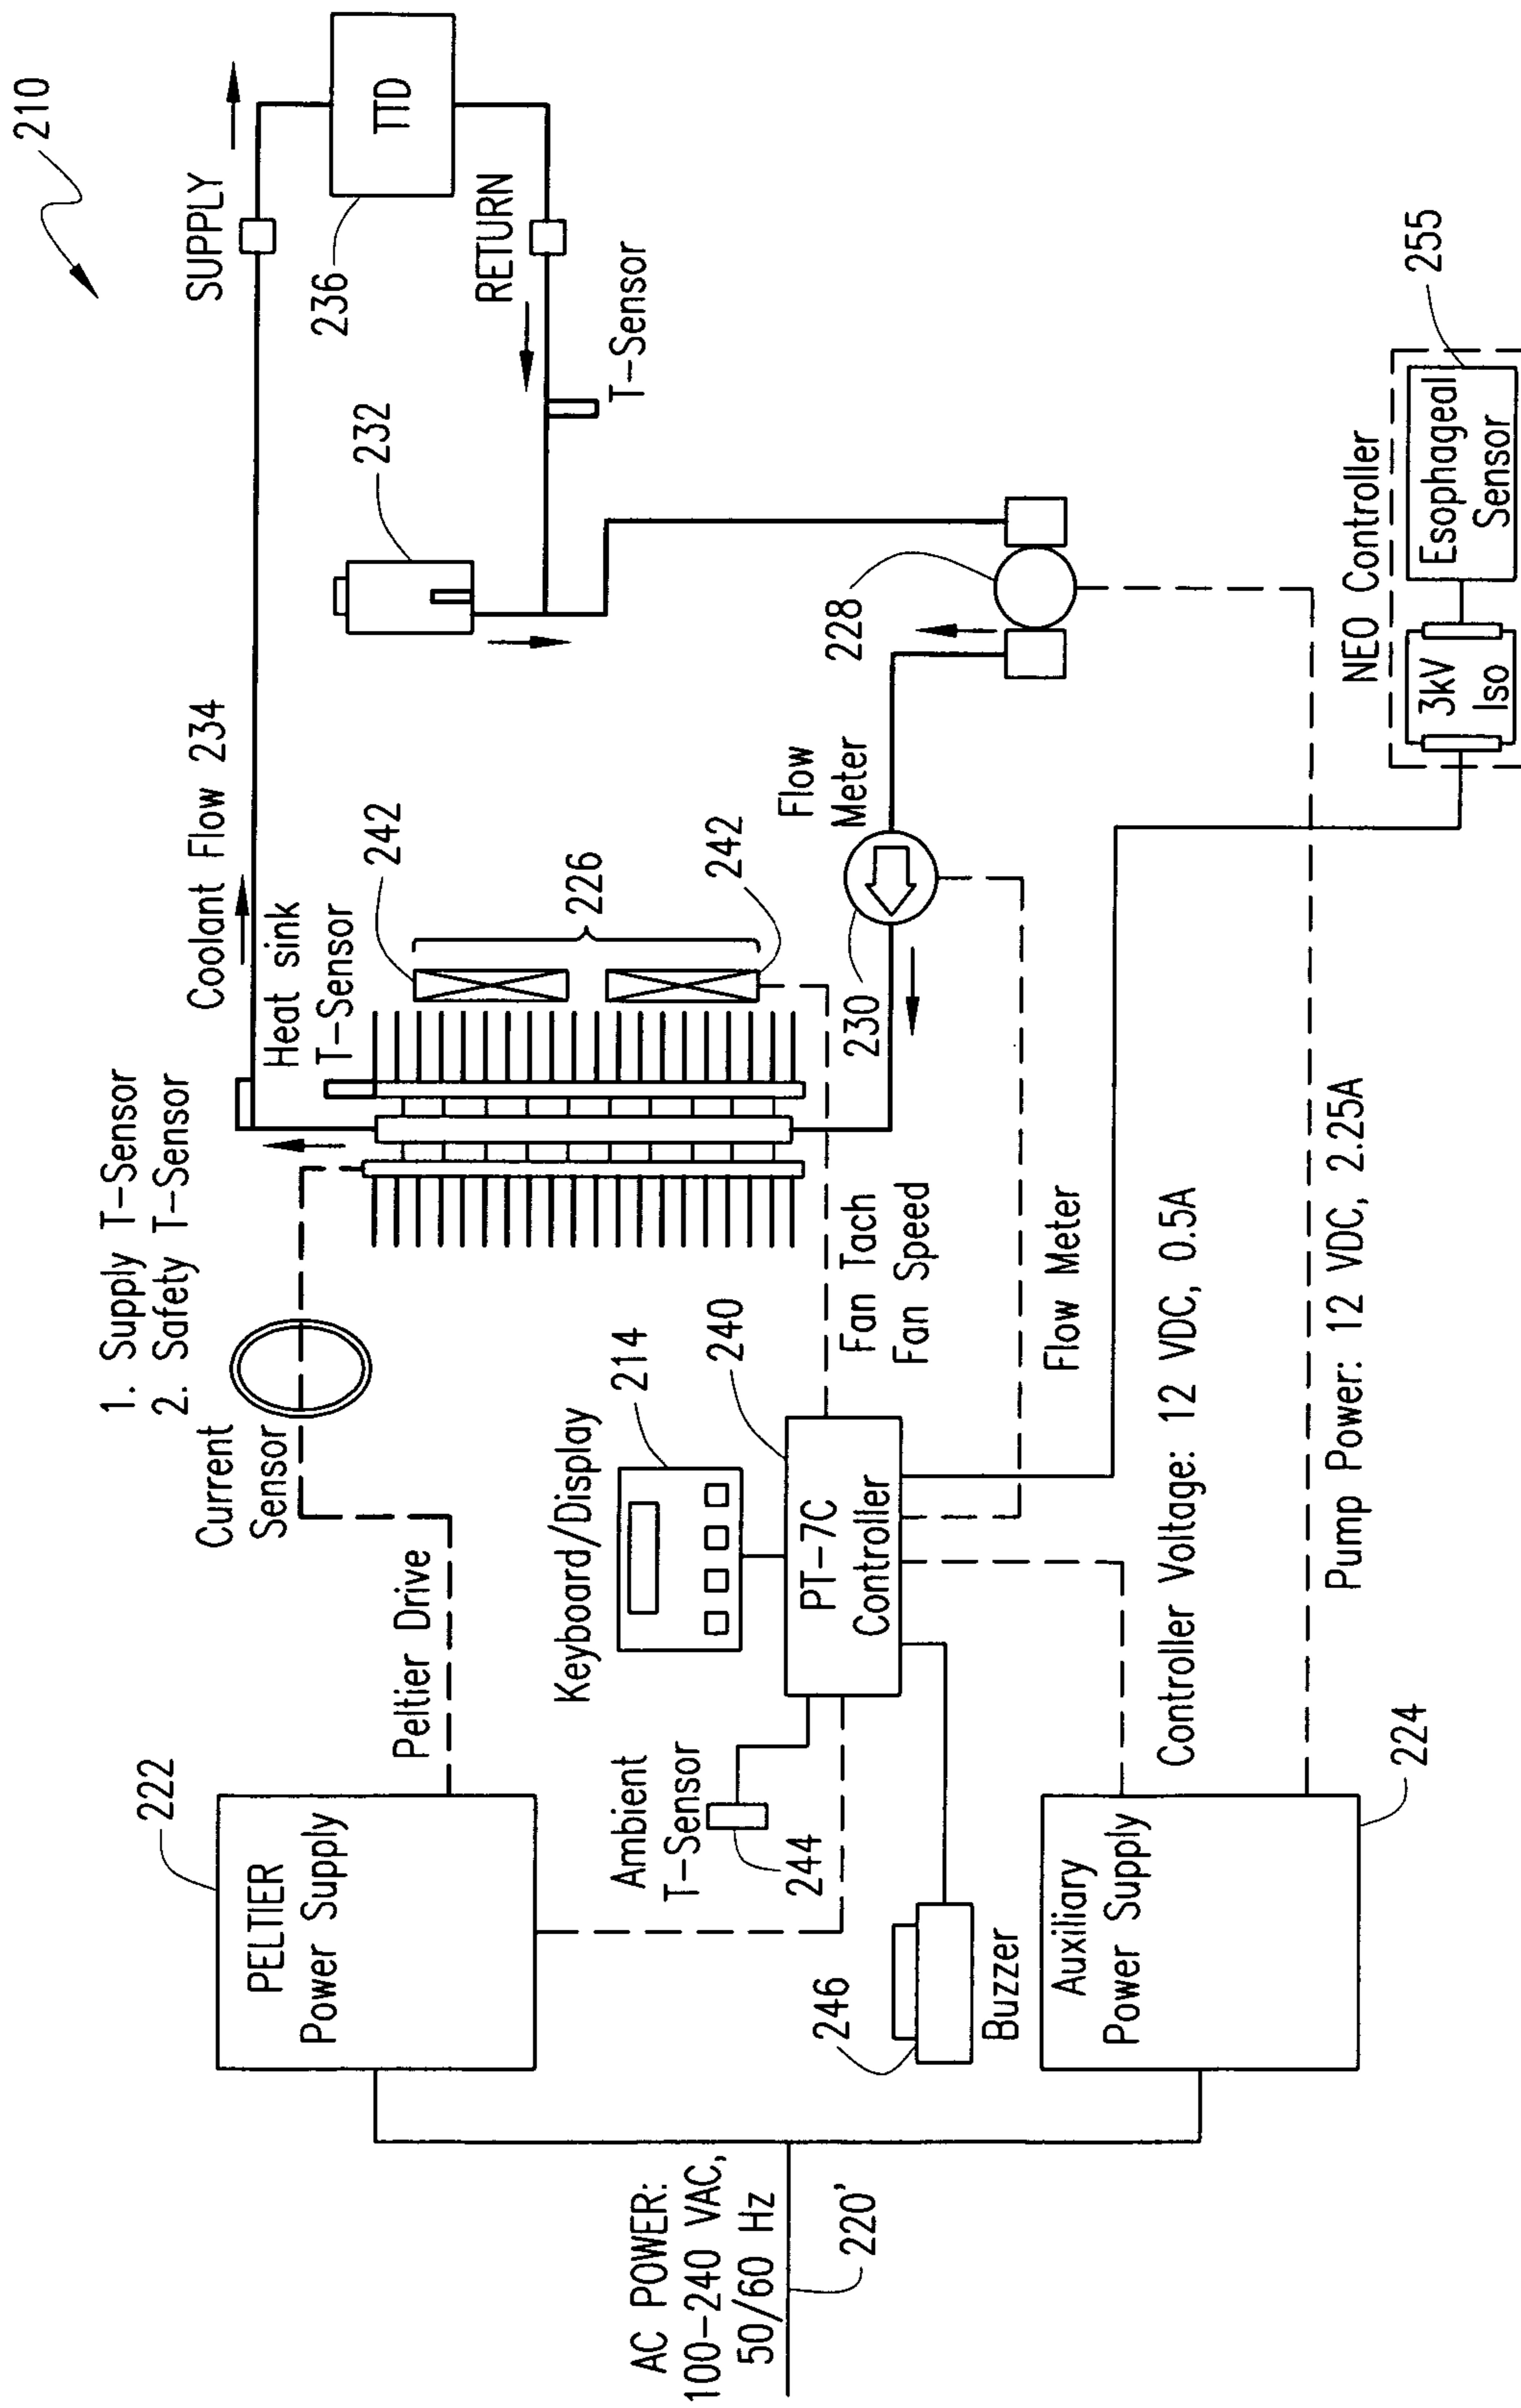 210
SUPPLY
TTD
236
RETURN
T-Sensor
232
Coolant Flow 234
1. Supply T-Sensor
2. Safety T-Sensor
Heat sink
T-Sensor
242
226
242
Current
Sensor
Peltier Drive
222
PELTIER
Power Supply
Keyboard/Display
214
240
PT-7C
Controller
Fan Tach
Fan Speed
Flow
Meter
230
228
Flow Meter
Ambient
T-Sensor
244
246
Buzzer
Controller Voltage: 12 VDC, 0.5A
Pump Power: 12 VDC, 2.25A
Auxiliary
Power Supply
224
AC POWER:
100-240 VAC,
50/60 Hz
220'
NEO Controller
3kV
Iso
Esophageal
Sensor
255